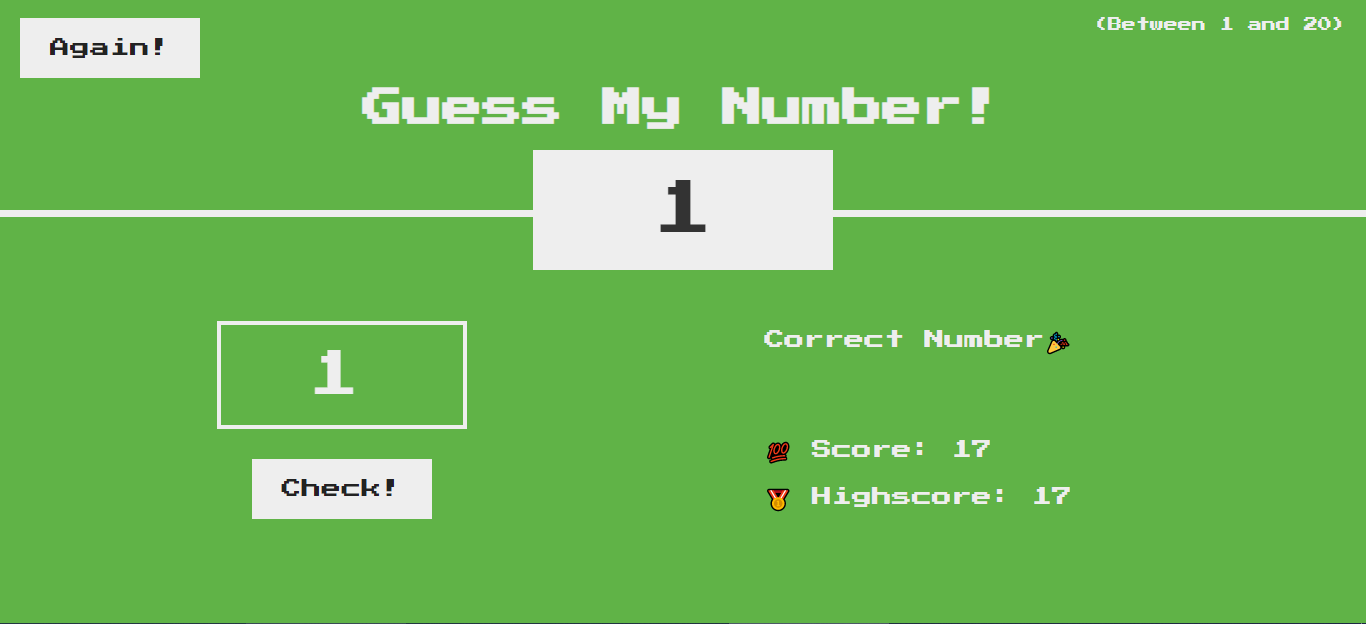 Again!
(Between 1 and 20)
Guess My Number!
1
1
Check!
Correct Number🎉
💯 Score: 17
🥇 Highscore: 17